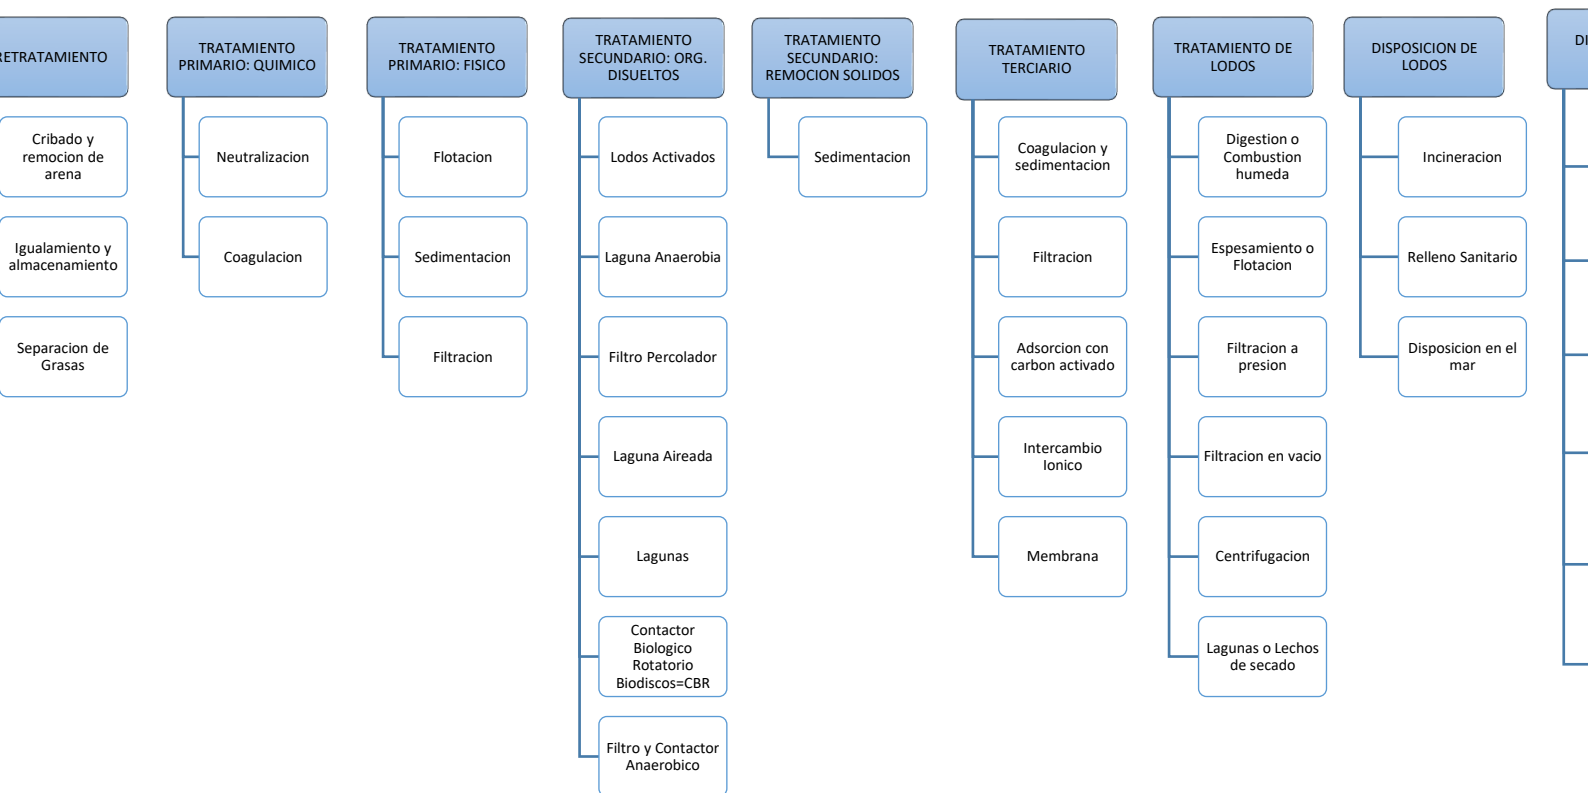 RETRATAMIENTO
Cribado y
remocion de
arena
Igualamiento y
almacenamiento
Separacion de
Grasas
TRATAMIENTO
PRIMARIO: QUIMICO
Neutralizacion
Coagulacion
TRATAMIENTO
PRIMARIO: FISICO
Flotacion
Sedimentacion
Filtracion
TRATAMIENTO
SECUNDARIO: ORG.
DISUELTOS
Lodos Activados
Laguna Anaerobia
Filtro Percolador
Laguna Aireada
Lagunas
Contactor
Biologico
Rotatorio
Biodiscos=CBR
Filtro y Contactor
Anaerobico
TRATAMIENTO
SECUNDARIO:
REMOCION SOLIDOS
Sedimentacion
TRATAMIENTO
TERCIARIO
Coagulacion y
sedimentacion
Filtracion
Adsorcion con
carbon activado
Intercambio
Ionico
Membrana
TRATAMIENTO DE
LODOS
Digestion o
Combustion
humeda
Espesamiento o
Flotacion
Filtracion a
presion
Filtracion en vacio
Centrifugacion
Lagunas o Lechos
de secado
DISPOSICION DE
LODOS
Incineracion
Relleno Sanitario
Disposicion en el
mar